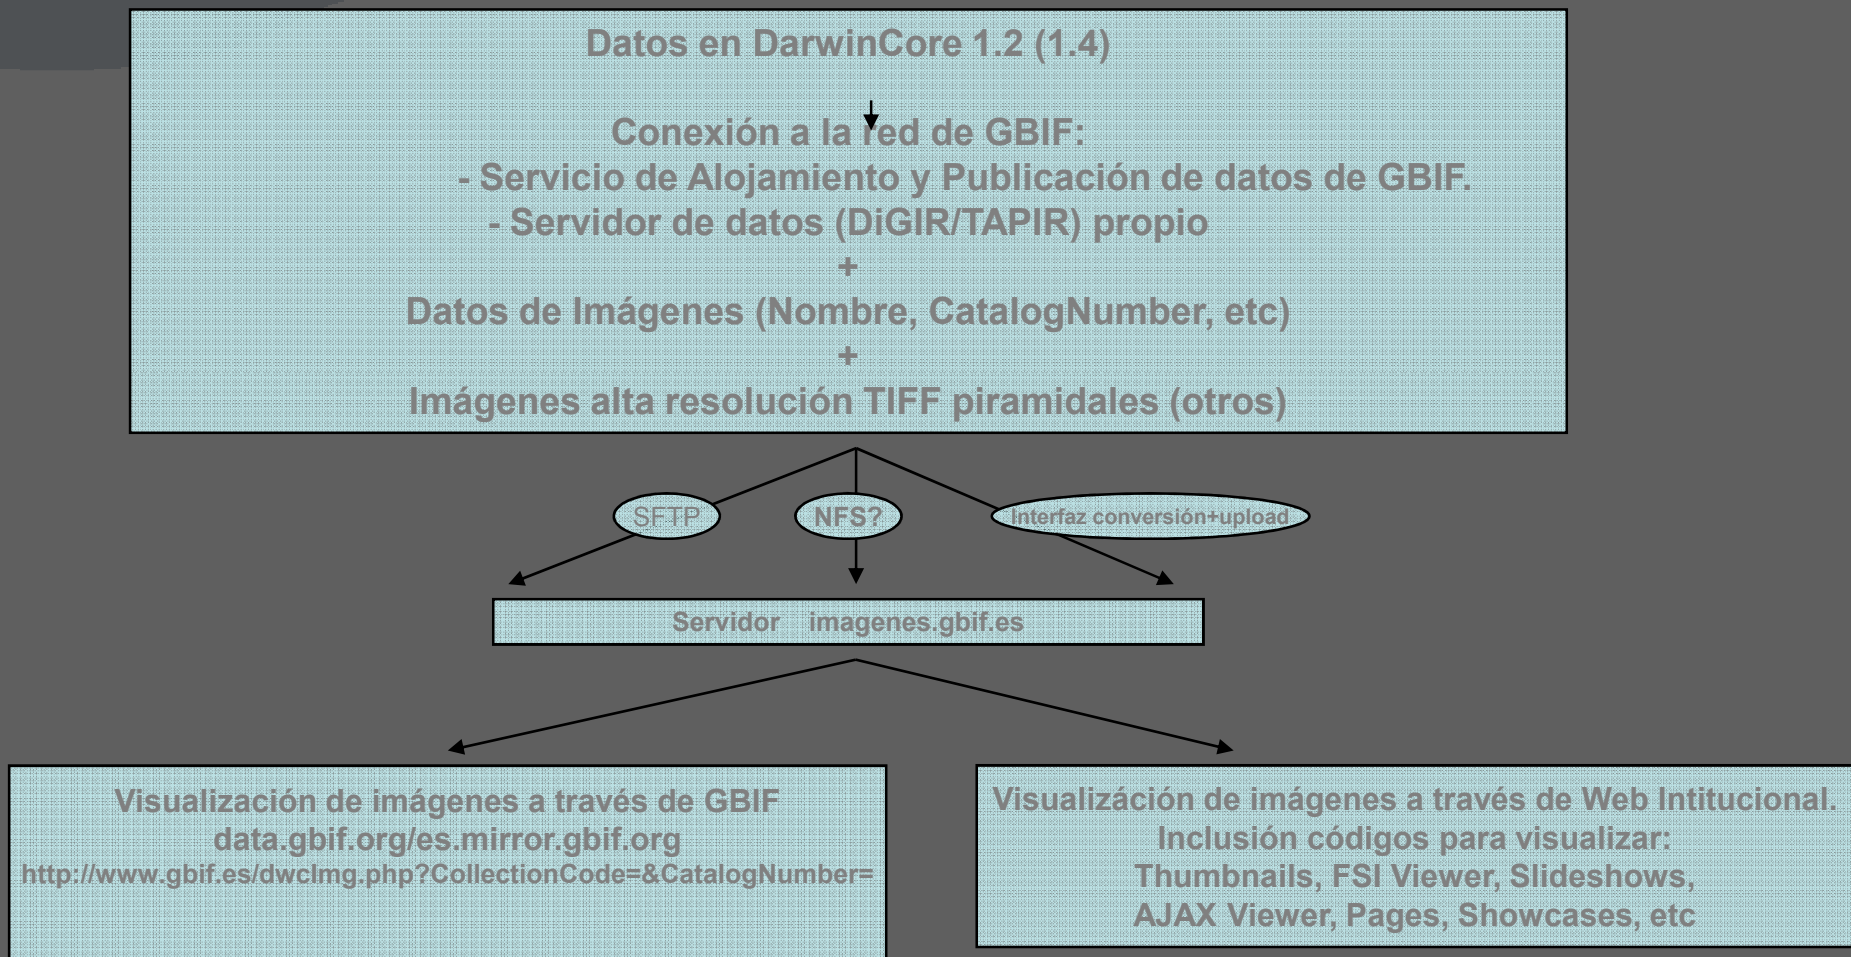 Datos en DarwinCore 1.2 (1.4)
Conexión a la red de GBIF:
- Servicio de Alojamiento y Publicación de datos de GBIF.
- Servidor de datos (DiGIR/TAPIR) propio
+
Datos de Imágenes (Nombre, CatalogNumber, etc)
+
Imágenes alta resolución TIFF piramidales (otros)
SFTP
NFS?
Interfaz conversión+upload
Servidor imagenes.gbif.es
Visualización de imágenes a través de GBIF
data.gbif.org/es.mirror.gbif.org
http://www.gbif.es/dwcImg.php?CollectionCode=&CatalogNumber=
Visualizáción de imágenes a través de Web Intitucional.
Inclusión códigos para visualizar:
Thumbnails, FSI Viewer, Slideshows,
AJAX Viewer, Pages, Showcases, etc